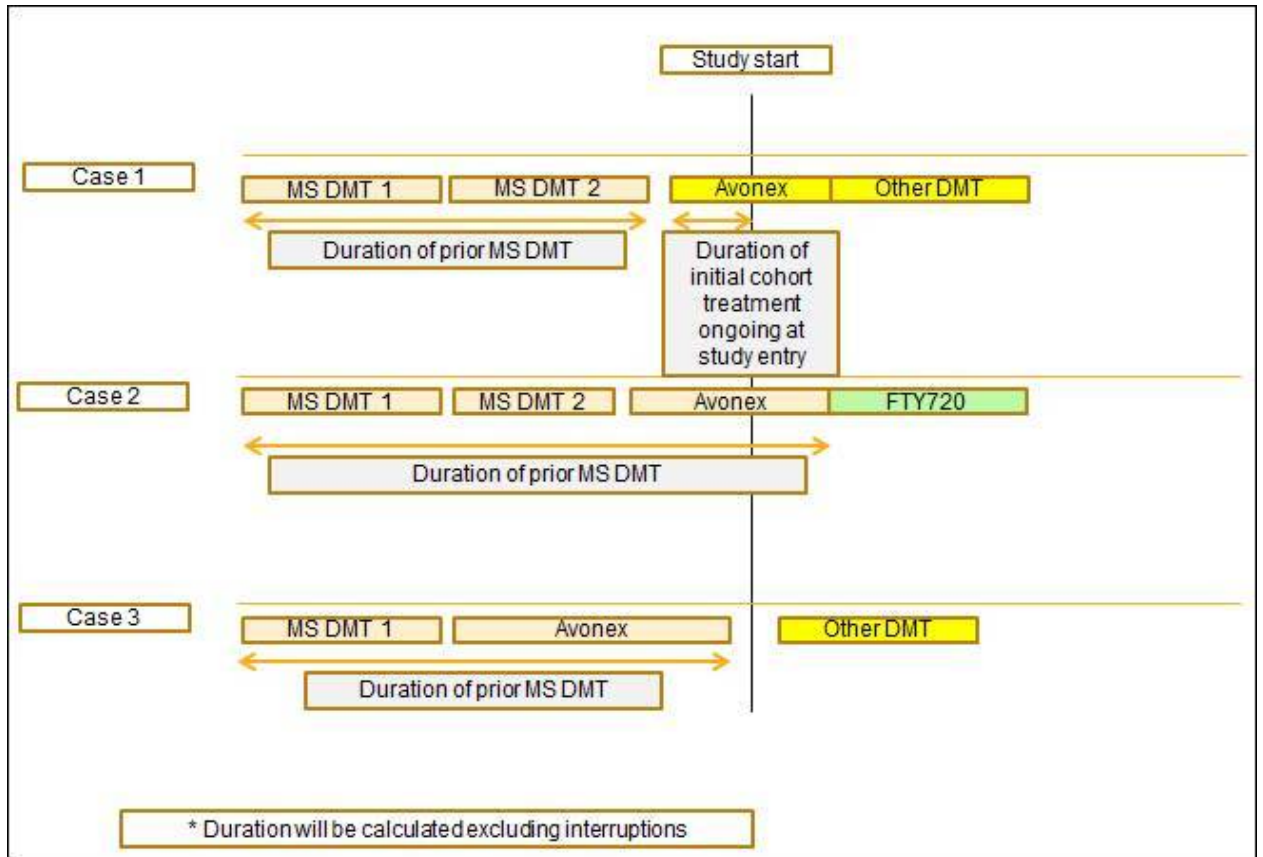 Study start
Case 1
MS DMT 1
MS DMT 2
Avonex
Other DMT
Duration of prior MS DMT
Duration of
initial cohort
treatment
ongoing at
study entry
Case 2
MS DMT 1
MS DMT 2
Avonex
FTY720
Duration of prior MS DMT
Case 3
MS DMT 1
Avonex
Other DMT
Duration of prior MS DMT
* Duration will be calculated excluding interruptions